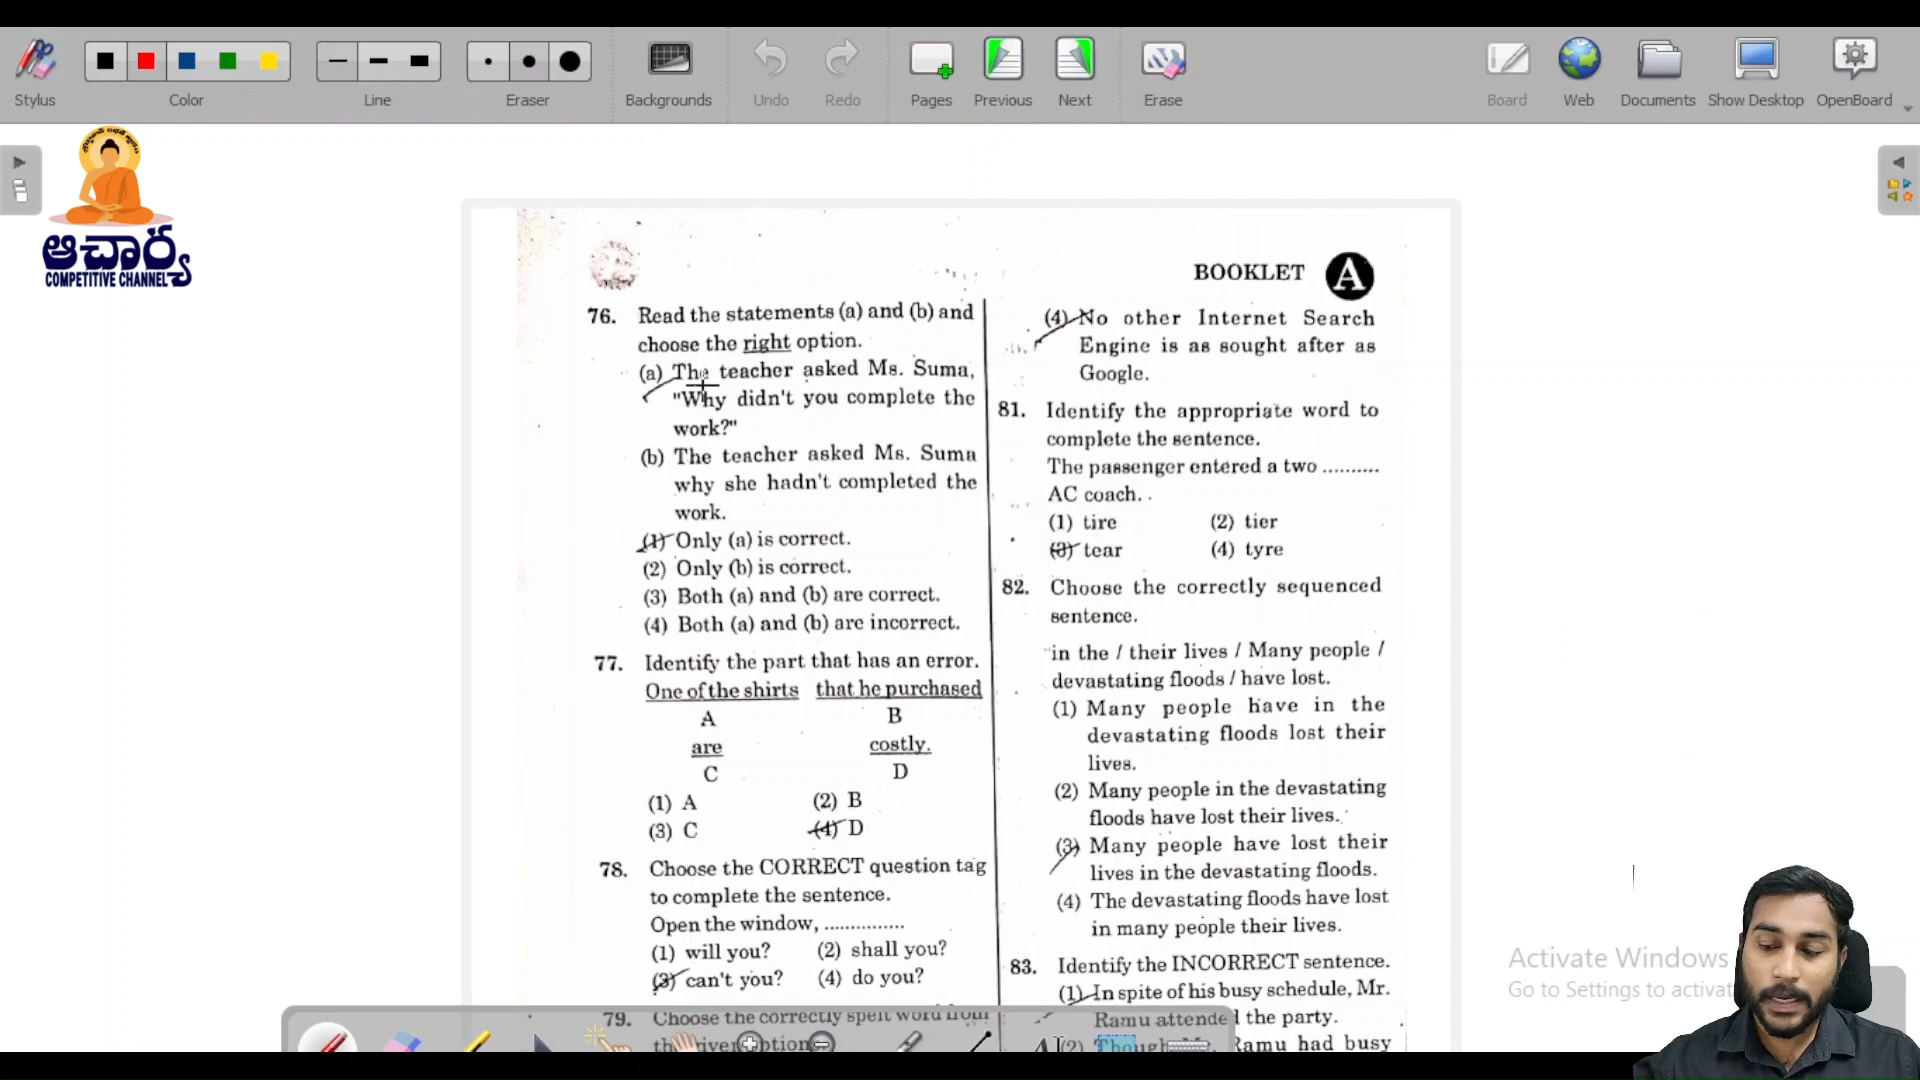 Stylus
Color
Line
Eraser
Backgrounds
Undo
Redo
Pages
Previous
Next
Erase
Board
Web
Documents
Show Desktop
OpenBoard
ఆచార్య
COMPETITIVE CHANNEL
BOOKLET A
76. Read the statements (a) and (b) and
choose the right option.
(a) The teacher asked Ms. Suma,
"Why didn't you complete the
work?"
(b) The teacher asked Ms. Suma
why she hadn't completed the
work.
(1) Only (a) is correct.
(2) Only (b) is correct.
(3) Both (a) and (b) are correct.
(4) Both (a) and (b) are incorrect.
77. Identify the part that has an error.
One of the shirts that he purchased
A B
are costly.
C D
(1) A (2) B
(3) C (4) D
78. Choose the CORRECT question tag
to complete the sentence.
Open the window, ...............
(1) will you? (2) shall you?
(3) can't you? (4) do you?
79. Choose the correctly spelt word from
(4) No other Internet Search
Engine is as sought after as
Google.
81. Identify the appropriate word to
complete the sentence.
The passenger entered a two ..........
AC coach.
(1) tire (2) tier
(3) tear (4) tyre
82. Choose the correctly sequenced
sentence.
in the / their lives / Many people /
devastating floods / have lost.
(1) Many people have in the
devastating floods lost their
lives.
(2) Many people in the devastating
floods have lost their lives.
(3) Many people have lost their
lives in the devastating floods.
(4) The devastating floods have lost
in many people their lives.
83. Identify the INCORRECT sentence.
(1) In spite of his busy schedule, Mr.
Ramu attended the party.
(2) Though Ramu had busy
Activate Windows
Go to Settings to activat